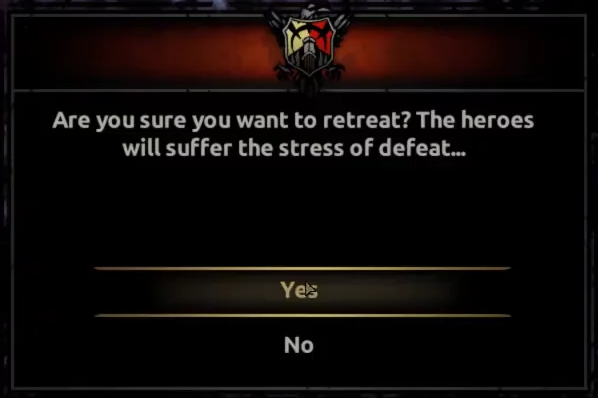 Are you sure you want to retreat? The heroes
will suffer the stress of defeat...
Yes
No